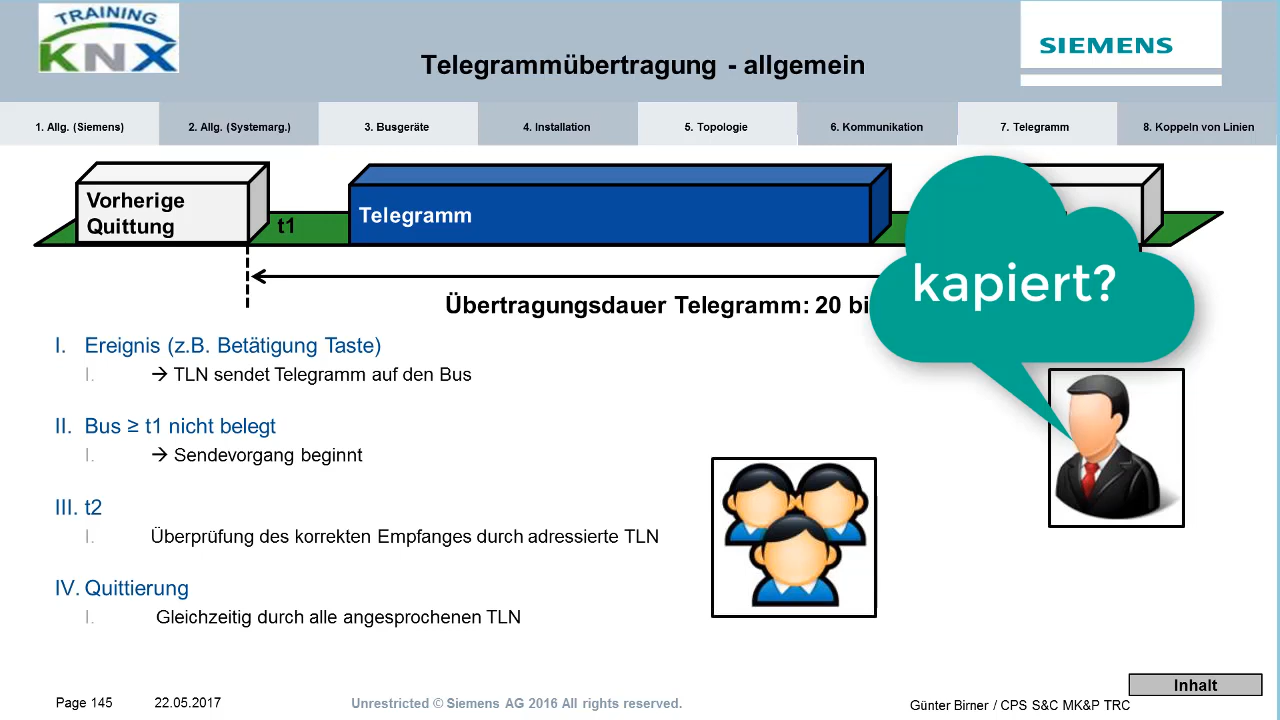 TRAINING
KNX
SIEMENS
Telegrammübertragung - allgemein
1. Allg. (Siemens)
2. Allg. (Systemarg.)
3. Busgeräte
4. Installation
5. Topologie
6. Kommunikation
7. Telegramm
8. Koppeln von Linien
Vorherige
Quittung
t1
Telegramm
kapiert?
Übertragungsdauer Telegramm: 20
I. Ereignis (z.B. Betätigung Taste)
I. → TLN sendet Telegramm auf den Bus
II. Bus ≥ t1 nicht belegt
I. → Sendevorgang beginnt
III. t2
I. Überprüfung des korrekten Empfanges durch adressierte TLN
IV. Quittierung
I. Gleichzeitig durch alle angesprochenen TLN
Inhalt
Page 145
22.05.2017
Unrestricted © Siemens AG 2016 All rights reserved.
Günter Birner / CPS S&C MK&P TRC